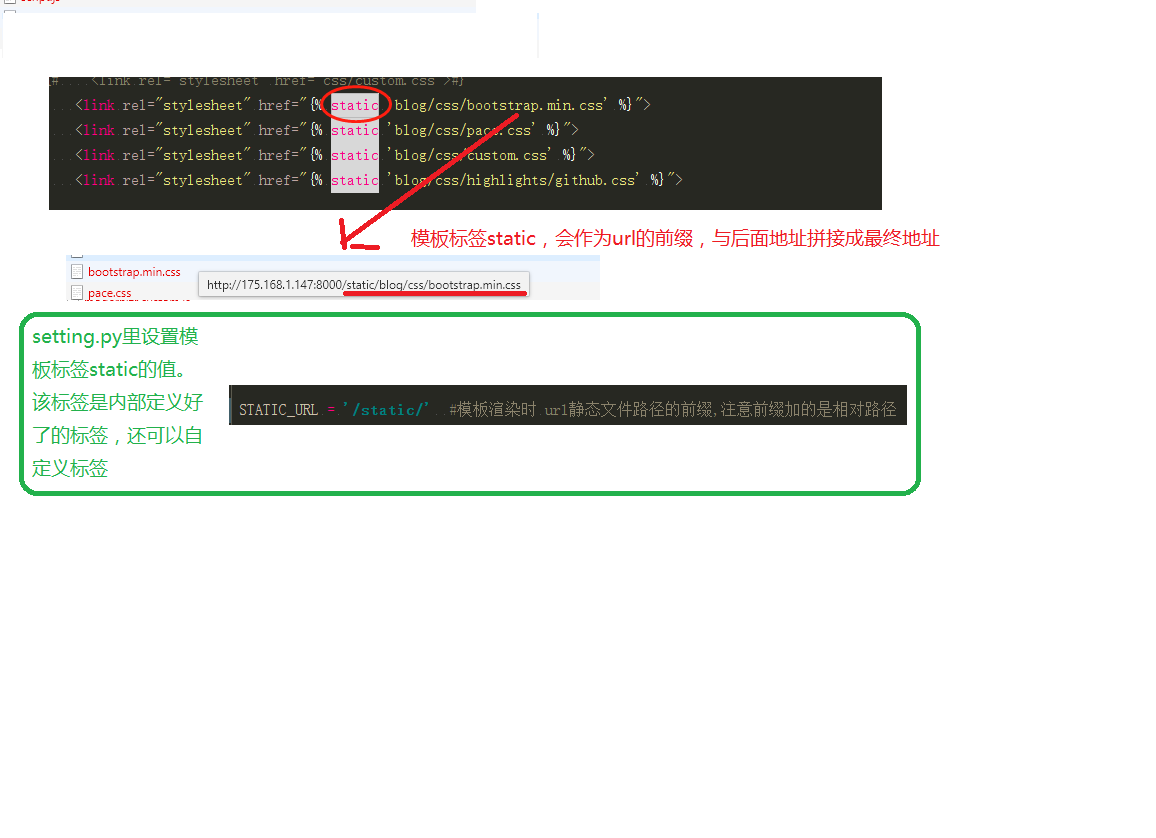 <link rel="stylesheet" href="css/custom.css">#}
<link rel="stylesheet" href="{% static 'blog/css/bootstrap.min.css' %}">
<link rel="stylesheet" href="{% static 'blog/css/pace.css' %}">
<link rel="stylesheet" href="{% static 'blog/css/custom.css' %}">
<link rel="stylesheet" href="{% static 'blog/css/highlights/github.css' %}">
模板标签static，会作为url的前缀，与后面地址拼接成最终地址
bootstrap.min.css
http://175.168.1.147:8000/static/blog/css/bootstrap.min.css
pace.css
setting.py里设置模
板标签static的值。
该标签是内部定义好
了的标签，还可以自
定义标签
STATIC_URL = '/static/' #模板渲染时 url静态文件路径的前缀,注意前缀加的是相对路径